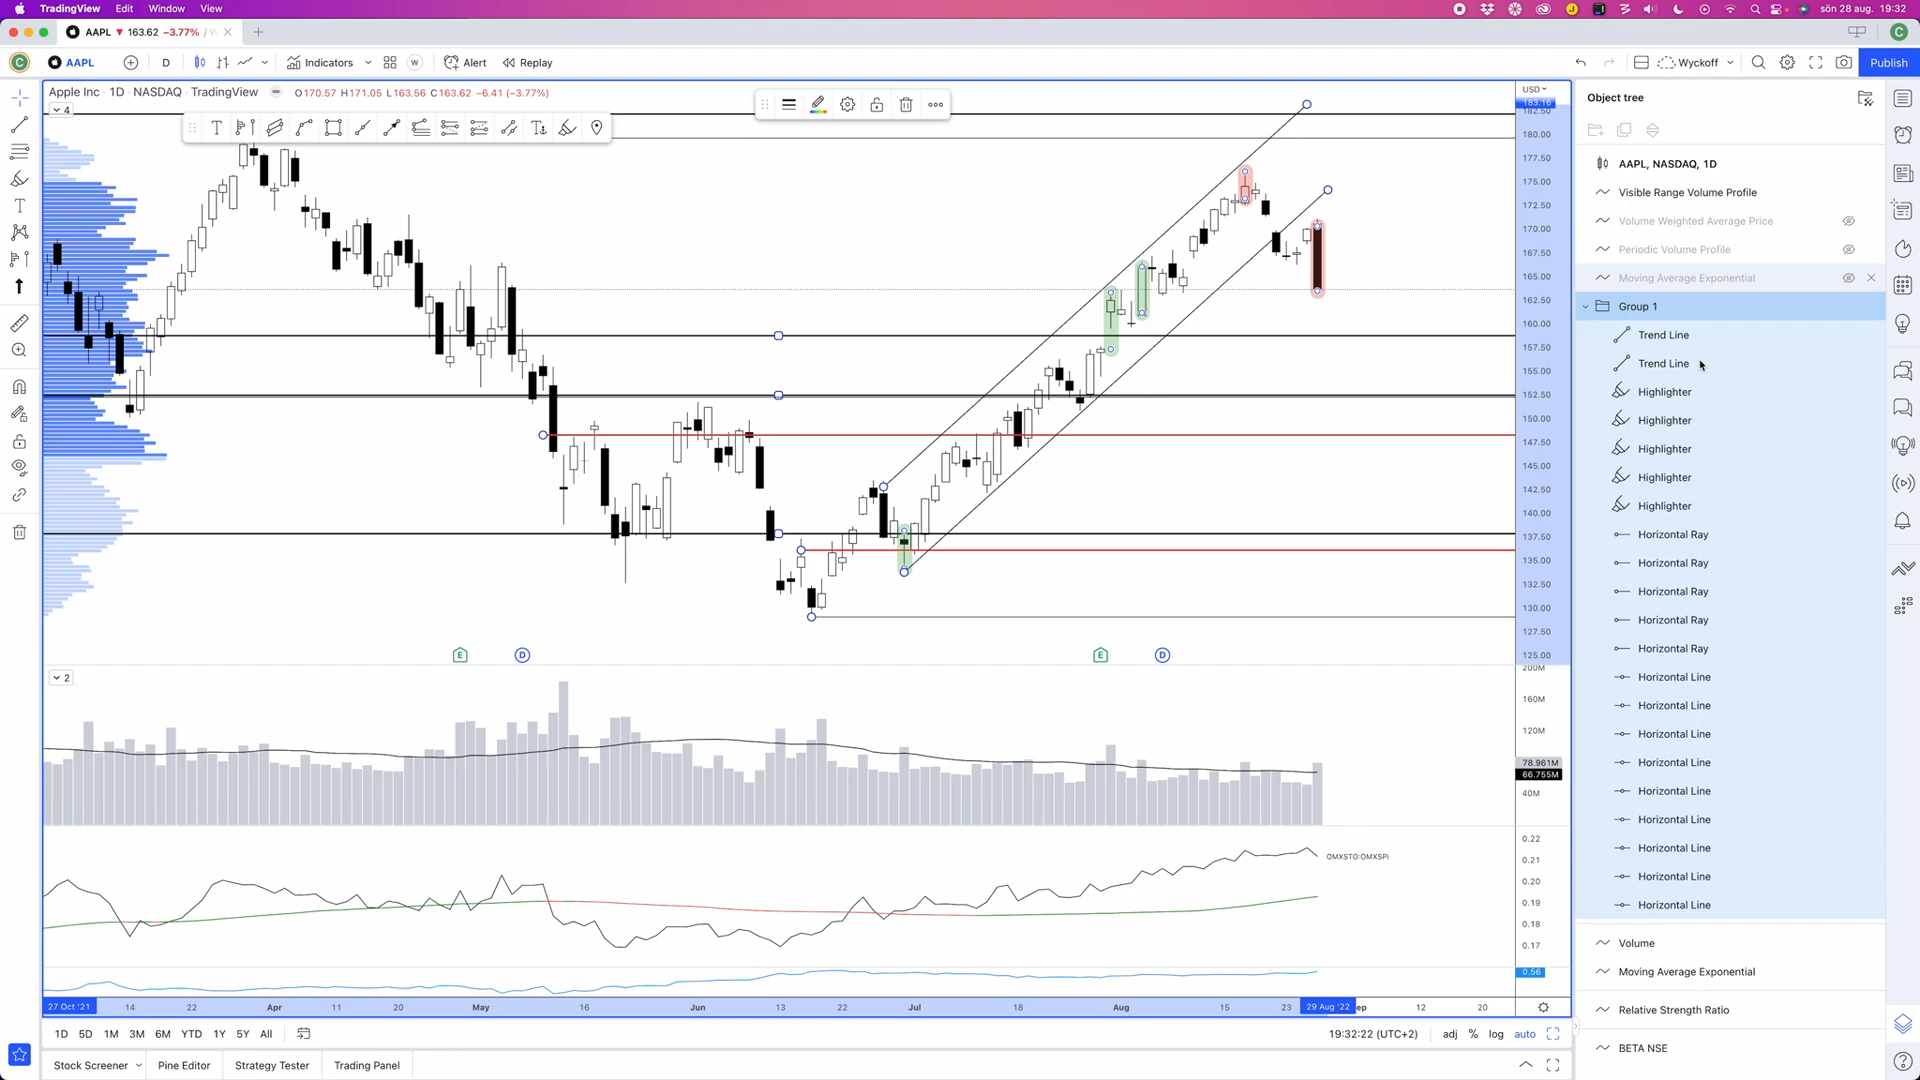 TradingView Edit Window View
sön 28 aug. 19:32
AAPL ▼ 163.62 −3.77% /
C AAPL D Indicators W Alert Replay
Wyckoff Publish
Apple Inc · 1D · NASDAQ · TradingView O170.57 H171.05 L163.56 C163.62 −6.41 (−3.77%)
4
USD
183.16
182.50
180.00
177.50
175.00
172.50
170.00
167.50
165.00
162.50
160.00
157.50
155.00
152.50
150.00
147.50
145.00
142.50
140.00
137.50
135.00
132.50
130.00
127.50
125.00
E D E D
2
200M
160M
120M
78.961M
66.755M
40M
OMXSTO:OMXSPI
0.22
0.21
0.20
0.19
0.18
0.17
0.56
27 Oct '21 14 22 Apr 11 20 May 16 Jun 13 22 Jul 18 Aug 15 23 29 Aug '22 ep 12 20
1D 5D 1M 3M 6M YTD 1Y 5Y All
19:32:22 (UTC+2) adj % log auto
Stock Screener Pine Editor Strategy Tester Trading Panel
Object tree
AAPL, NASDAQ, 1D
Visible Range Volume Profile
Volume Weighted Average Price
Periodic Volume Profile
Moving Average Exponential
Group 1
Trend Line
Trend Line
Highlighter
Highlighter
Highlighter
Highlighter
Highlighter
Horizontal Ray
Horizontal Ray
Horizontal Ray
Horizontal Ray
Horizontal Ray
Horizontal Line
Horizontal Line
Horizontal Line
Horizontal Line
Horizontal Line
Horizontal Line
Horizontal Line
Horizontal Line
Horizontal Line
Volume
Moving Average Exponential
Relative Strength Ratio
BETA NSE